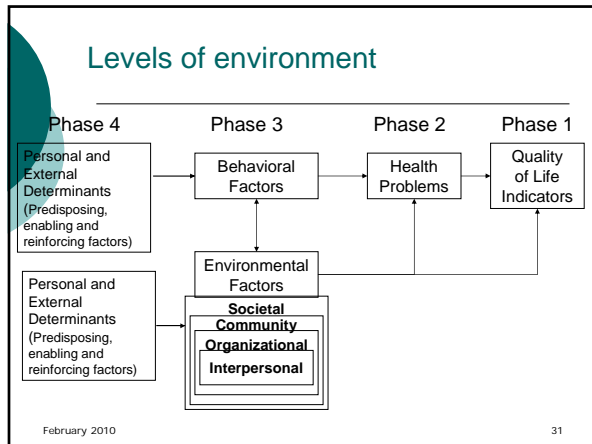 Levels of environment
Phase 4
Phase 3
Phase 2
Phase 1
Personal and
External
Determinants
(Predisposing,
enabling and
reinforcing factors)
Behavioral
Factors
Health
Problems
Quality
of Life
Indicators
Environmental
Factors
Personal and
External
Determinants
(Predisposing,
enabling and
reinforcing factors)
Societal
Community
Organizational
Interpersonal
February 2010
31